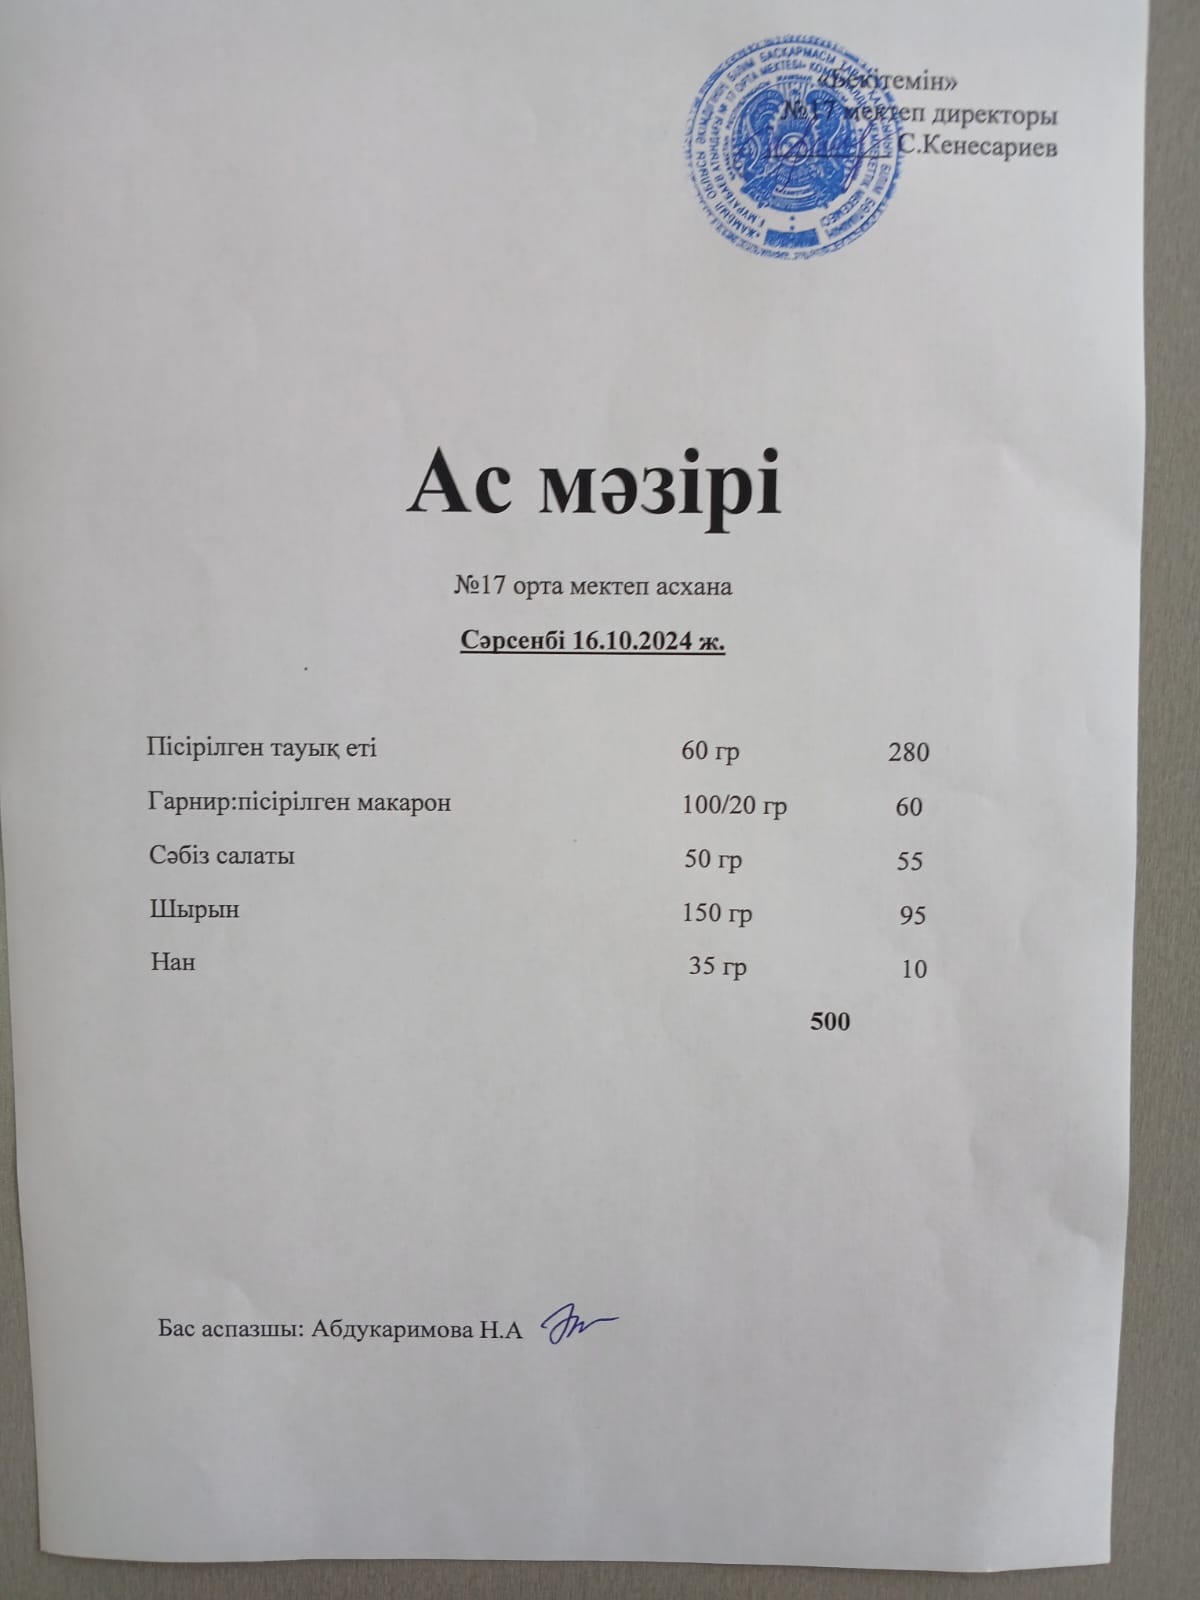 «Бекітемін»
№17 мектеп директоры
С.Кенесариев
Ас мәзірі
№17 орта мектеп асхана
Сәрсенбі 16.10.2024 ж.
Пісірілген тауық еті 60 гр 280
Гарнир:пісірілген макарон 100/20 гр 60
Сәбіз салаты 50 гр 55
Шырын 150 гр 95
Нан 35 гр 10
500
Бас аспазшы: Абдукаримова Н.А